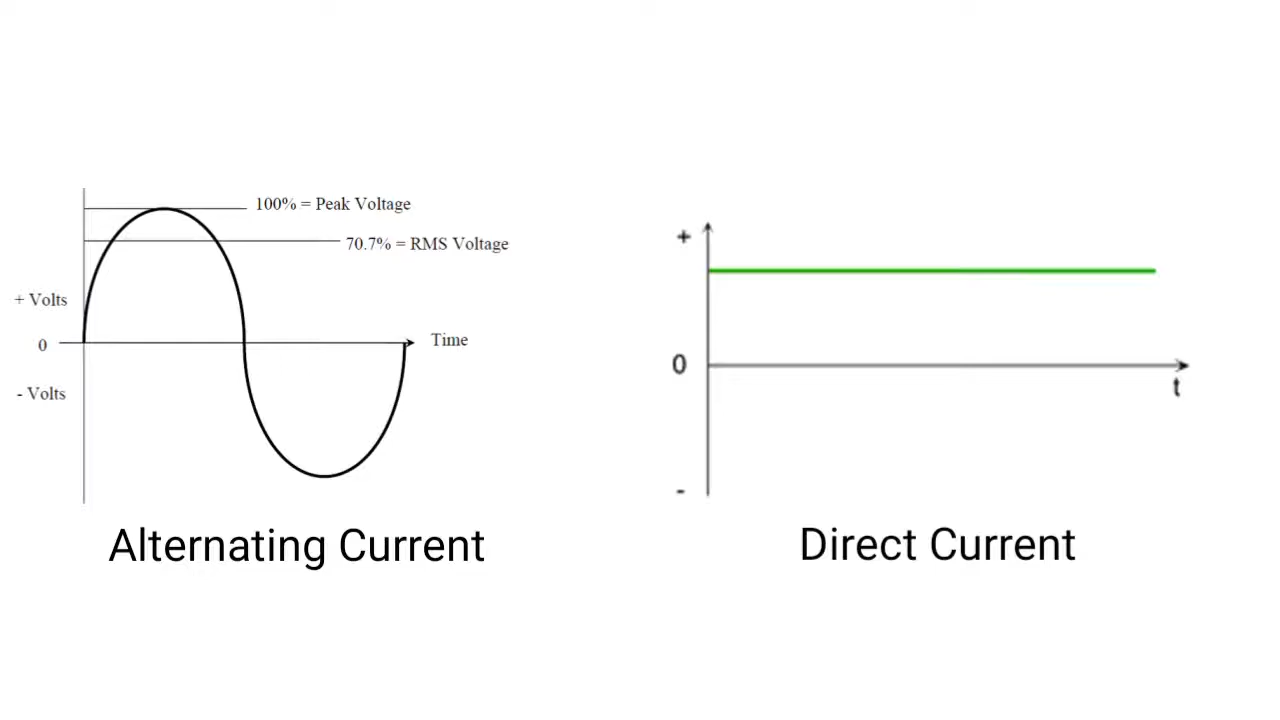 100% = Peak Voltage
70.7% = RMS Voltage
+ Volts
0
Time
- Volts
Alternating Current
+
0
t
-
Direct Current